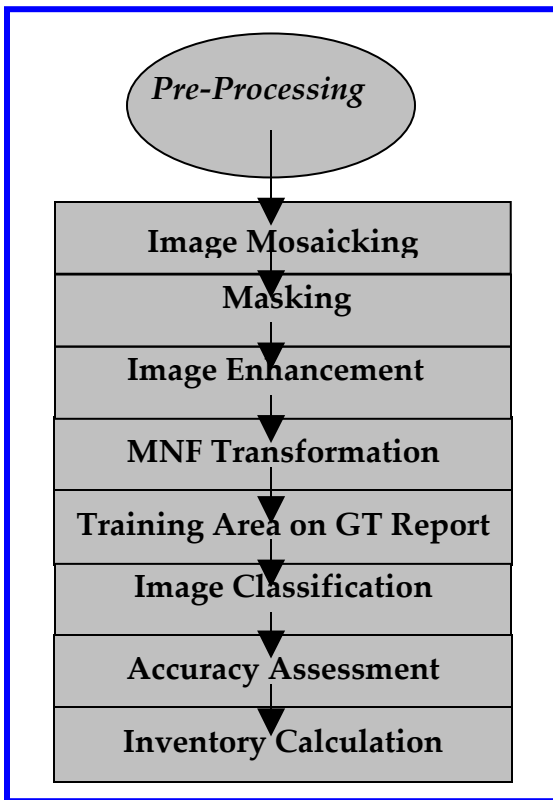 Pre-Processing
Image Mosaicking
Masking
Image Enhancement
MNF Transformation
Training Area on GT Report
Image Classification
Accuracy Assessment
Inventory Calculation